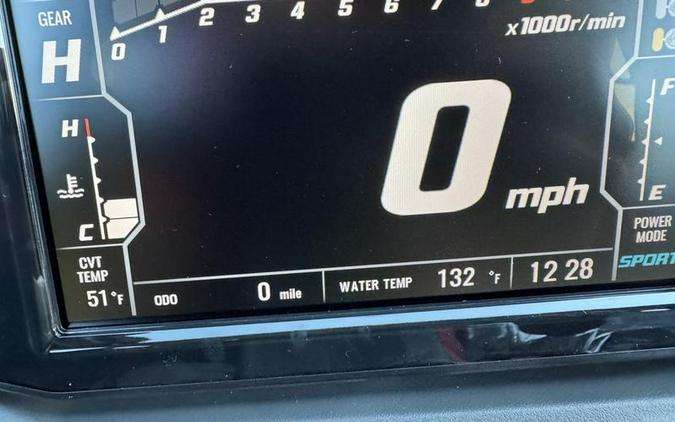 GEAR
H
0 1 2 3 4 5 6 7 8
x1000r/min
H
C
0 mph
F
E
POWER
MODE
SPORT
CVT
TEMP
51°F
ODO 0 mile
WATER TEMP 132 °F
12 28